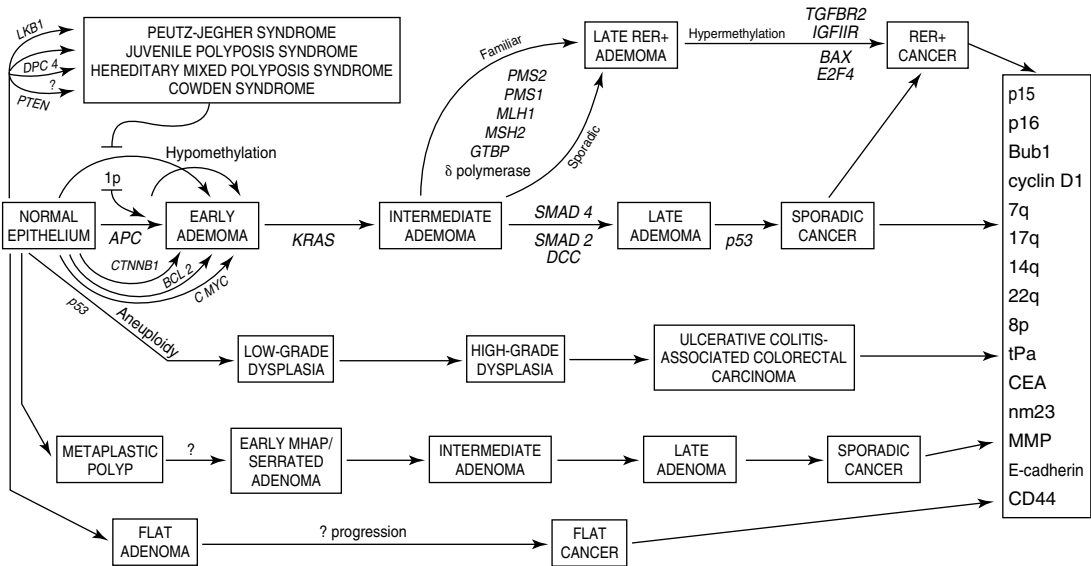 LKB1
DPC 4
?
PTEN
PEUTZ-JEGHER SYNDROME
JUVENILE POLYPOSIS SYNDROME
HEREDITARY MIXED POLYPOSIS SYNDROME
COWDEN SYNDROME
Familiar
LATE RER+
ADEMOMA
Hypermethylation
TGFBR2
IGFIIR
BAX
E2F4
RER+
CANCER
PMS2
PMS1
MLH1
MSH2
GTBP
δ polymerase
Sporadic
Hypomethylation
1p
NORMAL
EPITHELIUM
APC
EARLY
ADEMOMA
KRAS
INTERMEDIATE
ADEMOMA
SMAD 4
SMAD 2
DCC
LATE
ADEMOMA
p53
SPORADIC
CANCER
CTNNB1
BCL 2
C MYC
p53
Aneuploidy
LOW-GRADE
DYSPLASIA
HIGH-GRADE
DYSPLASIA
ULCERATIVE COLITIS-
ASSOCIATED COLORECTAL
CARCINOMA
METAPLASTIC
POLYP
?
EARLY MHAP/
SERRATED
ADENOMA
INTERMEDIATE
ADENOMA
LATE
ADENOMA
SPORADIC
CANCER
FLAT
ADENOMA
? progression
FLAT
CANCER
p15
p16
Bub1
cyclin D1
7q
17q
14q
22q
8p
tPa
CEA
nm23
MMP
E-cadherin
CD44